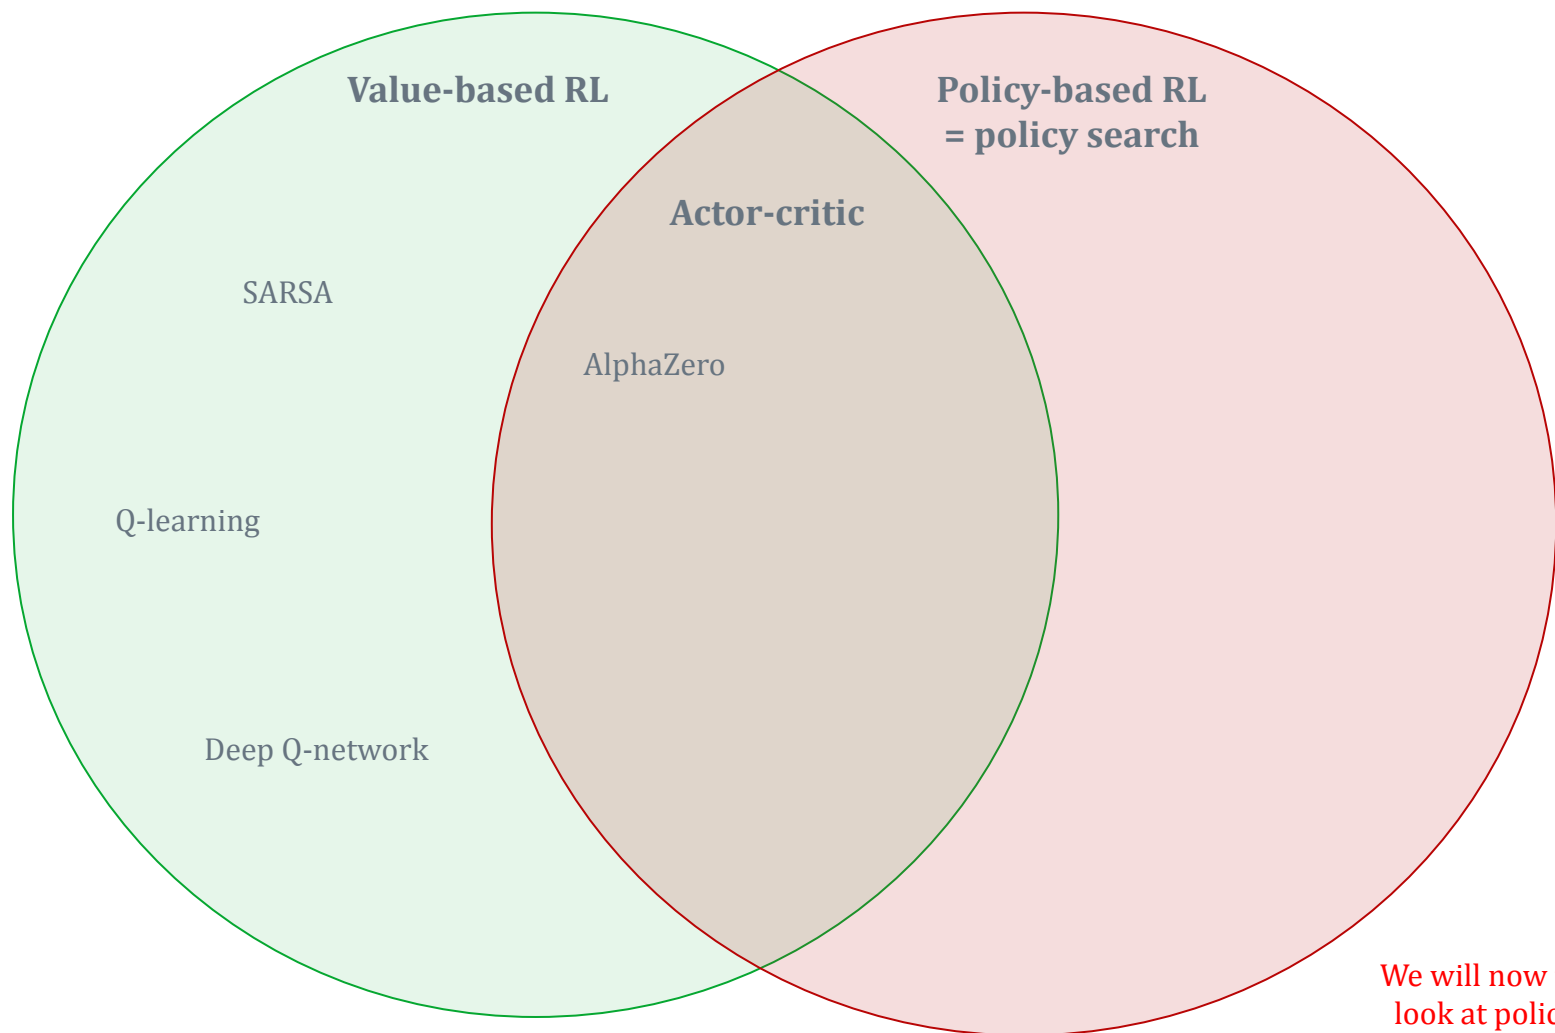 Value-based RL
Policy-based RL
= policy search
Actor-critic
SARSA
AlphaZero
Q-learning
Deep Q-network
We will now
look at